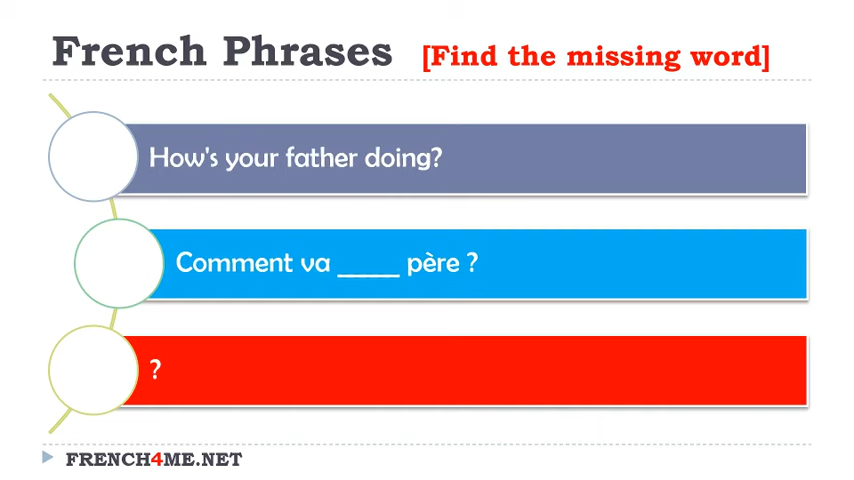 French Phrases [Find the missing word]
How's your father doing?
Comment va _____ père ?
?
FRENCH4ME.NET